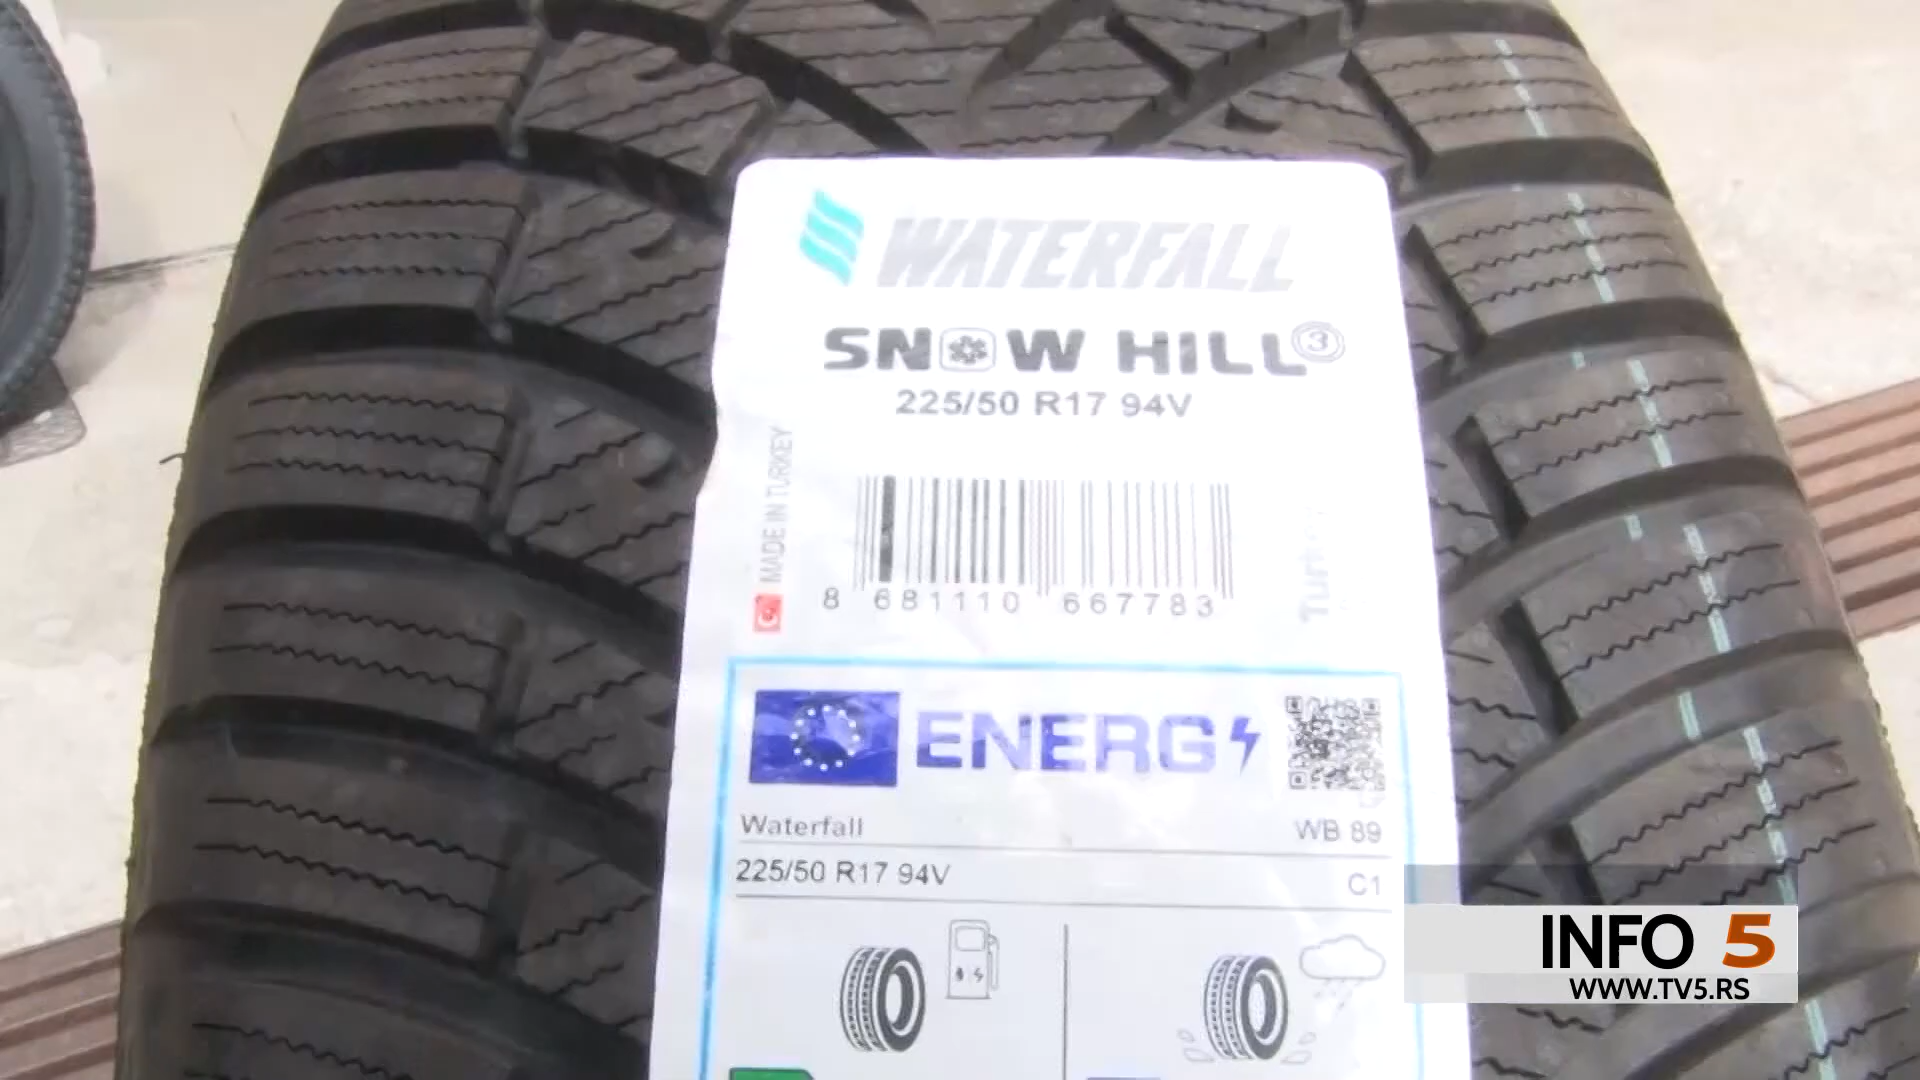 WATERFALL
SNOW HILL 3
225/50 R17 94V
MADE IN TURKEY
8 681110 667783
ENERG
Waterfall
WB 89
225/50 R17 94V
C1
INFO 5
WWW.TV5.RS